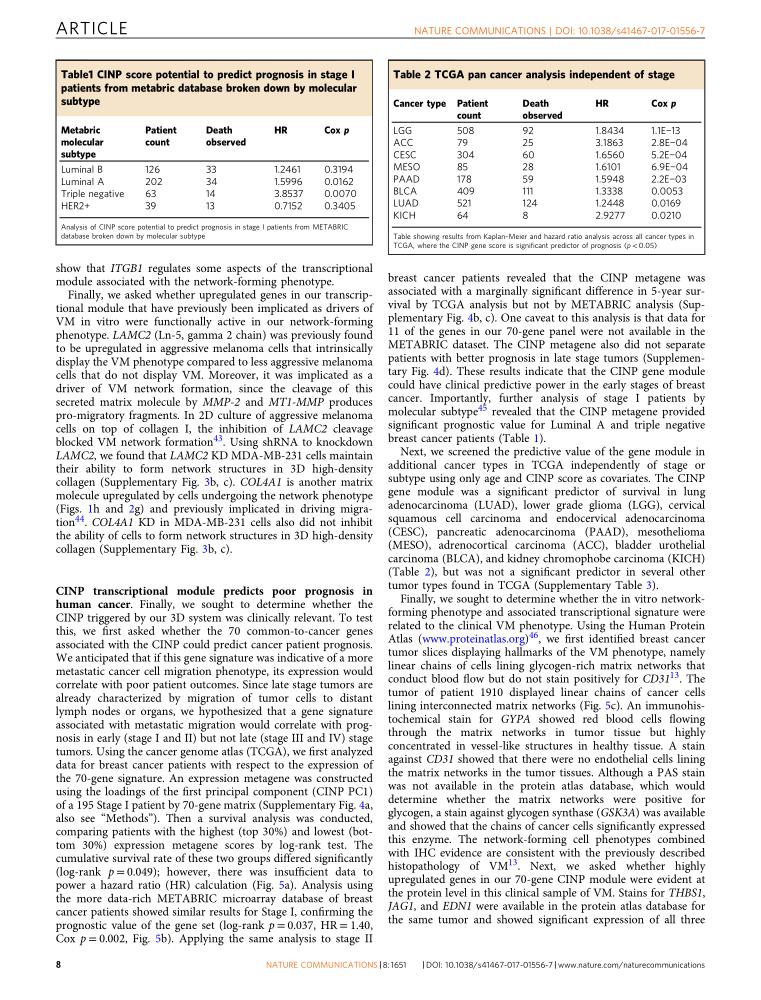 ARTICLE
NATURE COMMUNICATIONS | DOI: 10.1038/s41467-017-01556-7
Table1 CINP score potential to predict prognosis in stage I
patients from metabric database broken down by molecular
subtype
Metabric molecular subtype Patient count Death observed HR Cox p
Luminal B 126 33 1.2461 0.3194
Luminal A 202 34 1.5996 0.0162
Triple negative 63 14 3.8537 0.0070
HER2+ 39 13 0.7152 0.3405
Analysis of CINP score potential to predict prognosis in stage I patients from METABRIC
database broken down by molecular subtype
Table 2 TCGA pan cancer analysis independent of stage
Cancer type Patient count Death observed HR Cox p
LGG 508 92 1.8434 1.1E−13
ACC 79 25 3.1863 2.8E−04
CESC 304 60 1.6560 5.2E−04
MESO 85 28 1.6101 6.9E−04
PAAD 178 59 1.5948 2.2E−03
BLCA 409 111 1.3338 0.0053
LUAD 521 124 1.2448 0.0169
KICH 64 8 2.9277 0.0210
Table showing results from Kaplan–Meier and hazard ratio analysis across all cancer types in
TCGA, where the CINP gene score is significant predictor of prognosis (p < 0.05)
show that ITGB1 regulates some aspects of the transcriptional
module associated with the network-forming phenotype.
Finally, we asked whether upregulated genes in our transcrip-
tional module that have previously been implicated as drivers of
VM in vitro were functionally active in our network-forming
phenotype. LAMC2 (Ln-5, gamma 2 chain) was previously found
to be upregulated in aggressive melanoma cells that intrinsically
display the VM phenotype compared to less aggressive melanoma
cells that do not display VM. Moreover, it was implicated as a
driver of VM network formation, since the cleavage of this
secreted matrix molecule by MMP-2 and MT1-MMP produces
pro-migratory fragments. In 2D culture of aggressive melanoma
cells on top of collagen I, the inhibition of LAMC2 cleavage
blocked VM network formation43. Using shRNA to knockdown
LAMC2, we found that LAMC2 KD MDA-MB-231 cells maintain
their ability to form network structures in 3D high-density
collagen (Supplementary Fig. 3b, c). COL4A1 is another matrix
molecule upregulated by cells undergoing the network phenotype
(Figs. 1h and 2g) and previously implicated in driving migra-
tion44. COL4A1 KD in MDA-MB-231 cells also did not inhibit
the ability of cells to form network structures in 3D high-density
collagen (Supplementary Fig. 3b, c).
CINP transcriptional module predicts poor prognosis in
human cancer. Finally, we sought to determine whether the
CINP triggered by our 3D system was clinically relevant. To test
this, we first asked whether the 70 common-to-cancer genes
associated with the CINP could predict cancer patient prognosis.
We anticipated that if this gene signature was indicative of a more
metastatic cancer cell migration phenotype, its expression would
correlate with poor patient outcomes. Since late stage tumors are
already characterized by migration of tumor cells to distant
lymph nodes or organs, we hypothesized that a gene signature
associated with metastatic migration would correlate with prog-
nosis in early (stage I and II) but not late (stage III and IV) stage
tumors. Using the cancer genome atlas (TCGA), we first analyzed
data for breast cancer patients with respect to the expression of
the 70-gene signature. An expression metagene was constructed
using the loadings of the first principal component (CINP PC1)
of a 195 Stage I patient by 70-gene matrix (Supplementary Fig. 4a,
also see “Methods”). Then a survival analysis was conducted,
comparing patients with the highest (top 30%) and lowest (bot-
tom 30%) expression metagene scores by log-rank test. The
cumulative survival rate of these two groups differed significantly
(log-rank p = 0.049); however, there was insufficient data to
power a hazard ratio (HR) calculation (Fig. 5a). Analysis using
the more data-rich METABRIC microarray database of breast
cancer patients showed similar results for Stage I, confirming the
prognostic value of the gene set (log-rank p = 0.037, HR = 1.40,
Cox p = 0.002, Fig. 5b). Applying the same analysis to stage II
breast cancer patients revealed that the CINP metagene was
associated with a marginally significant difference in 5-year sur-
vival by TCGA analysis but not by METABRIC analysis (Sup-
plementary Fig. 4b, c). One caveat to this analysis is that data for
11 of the genes in our 70-gene panel were not available in the
METABRIC dataset. The CINP metagene also did not separate
patients with better prognosis in late stage tumors (Supplemen-
tary Fig. 4d). These results indicate that the CINP gene module
could have clinical predictive power in the early stages of breast
cancer. Importantly, further analysis of stage I patients by
molecular subtype45 revealed that the CINP metagene provided
significant prognostic value for Luminal A and triple negative
breast cancer patients (Table 1).
Next, we screened the predictive value of the gene module in
additional cancer types in TCGA independently of stage or
subtype using only age and CINP score as covariates. The CINP
gene module was a significant predictor of survival in lung
adenocarcinoma (LUAD), lower grade glioma (LGG), cervical
squamous cell carcinoma and endocervical adenocarcinoma
(CESC), pancreatic adenocarcinoma (PAAD), mesothelioma
(MESO), adrenocortical carcinoma (ACC), bladder urothelial
carcinoma (BLCA), and kidney chromophobe carcinoma (KICH)
(Table 2), but was not a significant predictor in several other
tumor types found in TCGA (Supplementary Table 3).
Finally, we sought to determine whether the in vitro network-
forming phenotype and associated transcriptional signature were
related to the clinical VM phenotype. Using the Human Protein
Atlas (www.proteinatlas.org)46, we first identified breast cancer
tumor slices displaying hallmarks of the VM phenotype, namely
linear chains of cells lining glycogen-rich matrix networks that
conduct blood flow but do not stain positively for CD3113. The
tumor of patient 1910 displayed linear chains of cancer cells
lining interconnected matrix networks (Fig. 5c). An immunohis-
tochemical stain for GYPA showed red blood cells flowing
through the matrix networks in tumor tissue but highly
concentrated in vessel-like structures in healthy tissue. A stain
against CD31 showed that there were no endothelial cells lining
the matrix networks in the tumor tissues. Although a PAS stain
was not available in the protein atlas database, which would
determine whether the matrix networks were positive for
glycogen, a stain against glycogen synthase (GSK3A) was available
and showed that the chains of cancer cells significantly expressed
this enzyme. The network-forming cell phenotypes combined
with IHC evidence are consistent with the previously described
histopathology of VM13. Next, we asked whether highly
upregulated genes in our 70-gene CINP module were evident at
the protein level in this clinical sample of VM. Stains for THBS1,
JAG1, and EDN1 were available in the protein atlas database for
the same tumor and showed significant expression of all three
8
NATURE COMMUNICATIONS | 8: 1651 | DOI: 10.1038/s41467-017-01556-7 | www.nature.com/naturecommunications